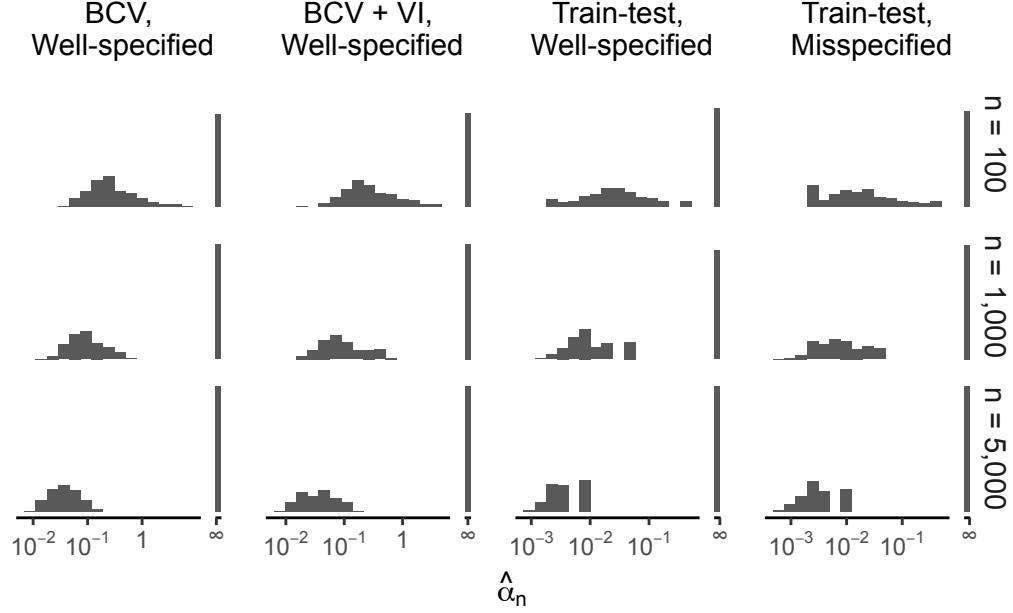 BCV,
Well-specified
BCV + VI,
Well-specified
Train-test,
Well-specified
Train-test,
Misspecified
n = 100
n = 1,000
n = 5,000
10⁻² 10⁻¹ 1 ∞
10⁻² 10⁻¹ 1 ∞
10⁻³ 10⁻² 10⁻¹ ∞
10⁻³ 10⁻² 10⁻¹ ∞
α̂ₙ